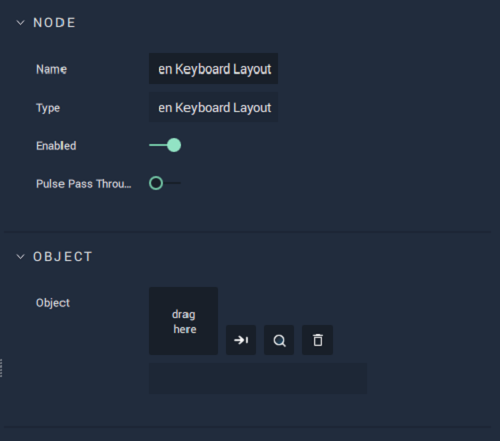 NODE
Name
en Keyboard Layout
Type
en Keyboard Layout
Enabled
Pulse Pass Throu...
OBJECT
Object
drag
here